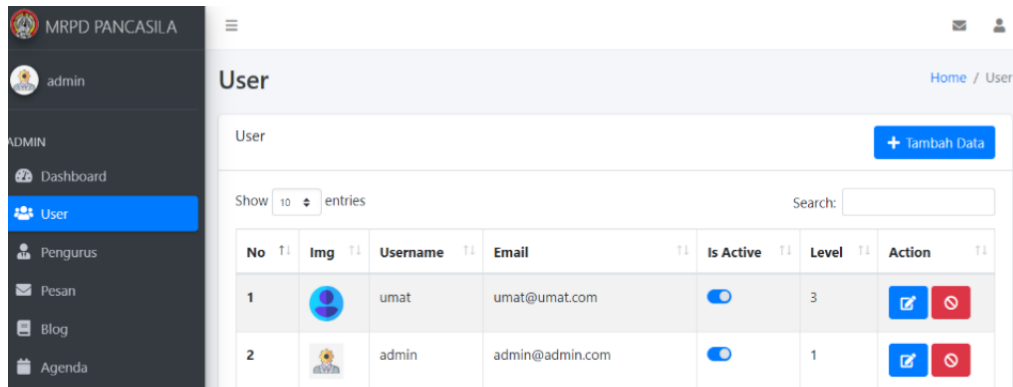 MRPD PANCASILA
admin
ADMIN
Dashboard
User
Pengurus
Pesan
Blog
Agenda
User
Home / User
User
Tambah Data
Show 10 entries
Search:
No Img Username Email Is Active Level Action
1 umat umat@umat.com 3
2 admin admin@admin.com 1